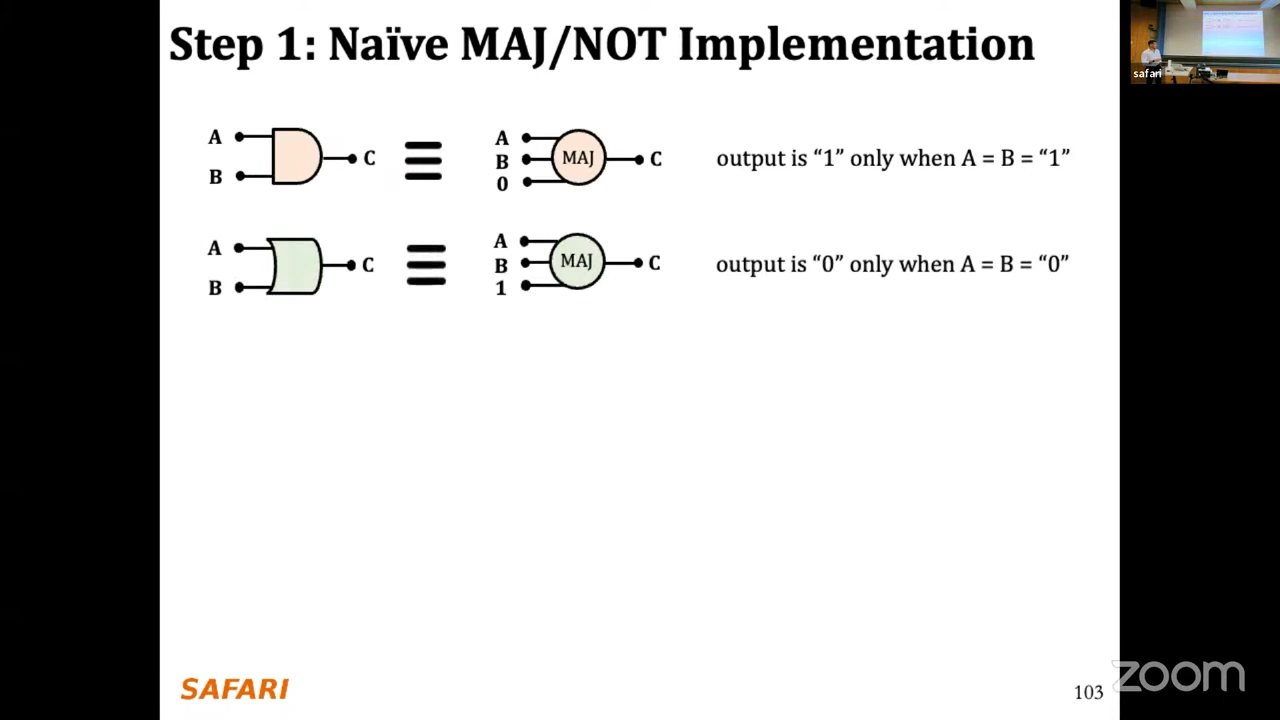 Step 1: Naïve MAJ/NOT Implementation
safari
A
B
C
A
B
0
MAJ
C
output is “1” only when A = B = “1”
A
B
C
A
B
1
MAJ
C
output is “0” only when A = B = “0”
SAFARI
103
zoom